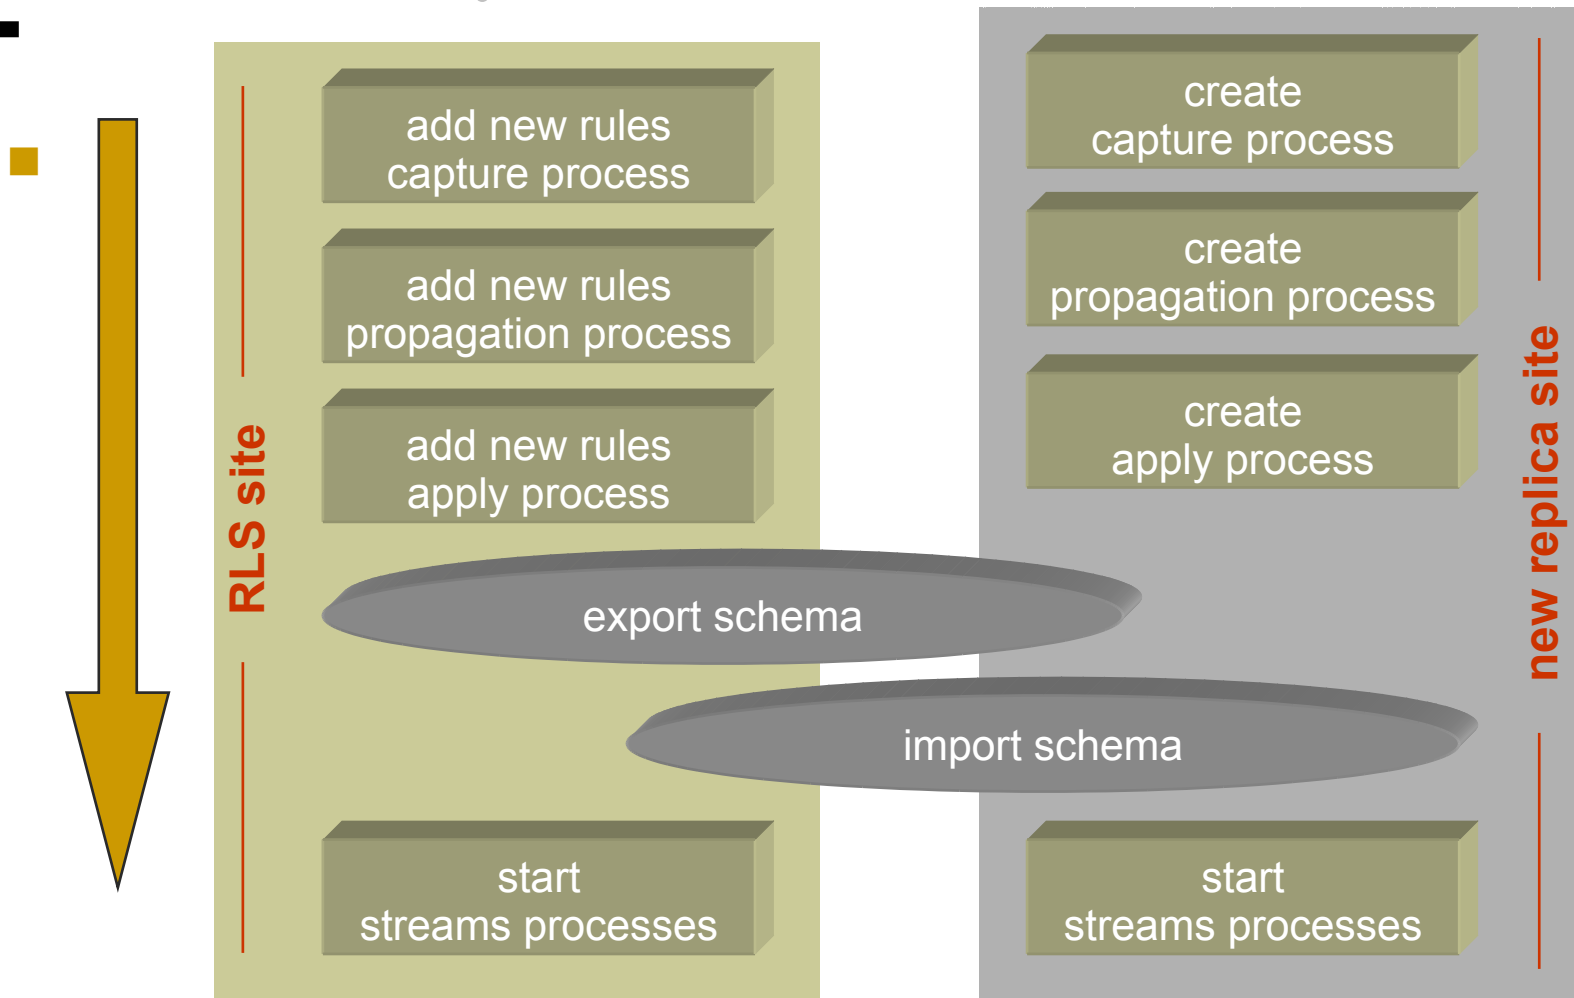 RLS site
add new rules
capture process
add new rules
propagation process
add new rules
apply process
export schema
import schema
start
streams processes
create
capture process
create
propagation process
create
apply process
start
streams processes
new replica site